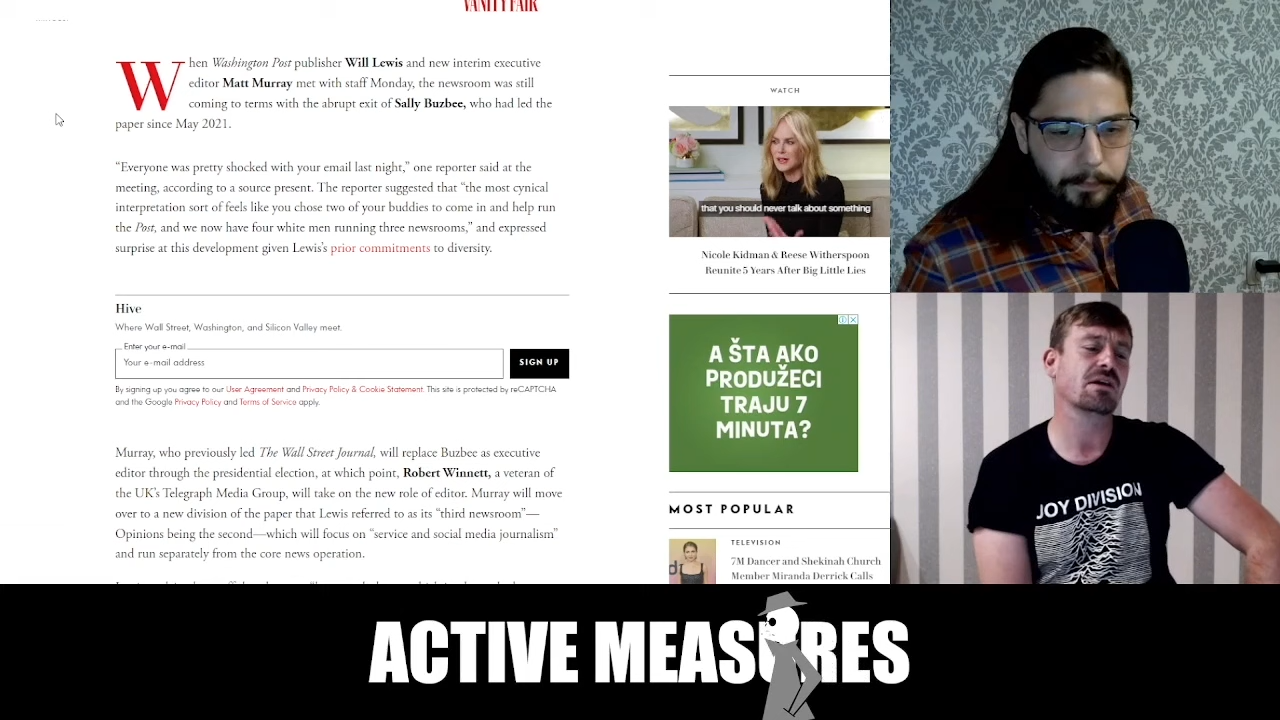 VANITY FAIR
When Washington Post publisher Will Lewis and new interim executive
editor Matt Murray met with staff Monday, the newsroom was still
coming to terms with the abrupt exit of Sally Buzbee, who had led the
paper since May 2021.
“Everyone was pretty shocked with your email last night,” one reporter said at the
meeting, according to a source present. The reporter suggested that “the most cynical
interpretation sort of feels like you chose two of your buddies to come in and help run
the Post, and we now have four white men running three newsrooms,” and expressed
surprise at this development given Lewis’s prior commitments to diversity.
Hive
Where Wall Street, Washington, and Silicon Valley meet.
Enter your e-mail
Your e-mail address
SIGN UP
By signing up you agree to our User Agreement and Privacy Policy & Cookie Statement. This site is protected by reCAPTCHA
and the Google Privacy Policy and Terms of Service apply.
Murray, who previously led The Wall Street Journal, will replace Buzbee as executive
editor through the presidential election, at which point, Robert Winnett, a veteran of
the UK’s Telegraph Media Group, will take on the new role of editor. Murray will move
over to a new division of the paper that Lewis referred to as its “third newsroom”—
Opinions being the second—which will focus on “service and social media journalism”
and run separately from the core news operation.
WATCH
that you should never talk about something
Nicole Kidman & Reese Witherspoon
Reunite 5 Years After Big Little Lies
A ŠTA AKO
PRODUŽECI
TRAJU 7
MINUTA?
MOST POPULAR
TELEVISION
7M Dancer and Shekinah Church
Member Miranda Derrick Calls
JOY DIVISION
ACTIVE MEASURES